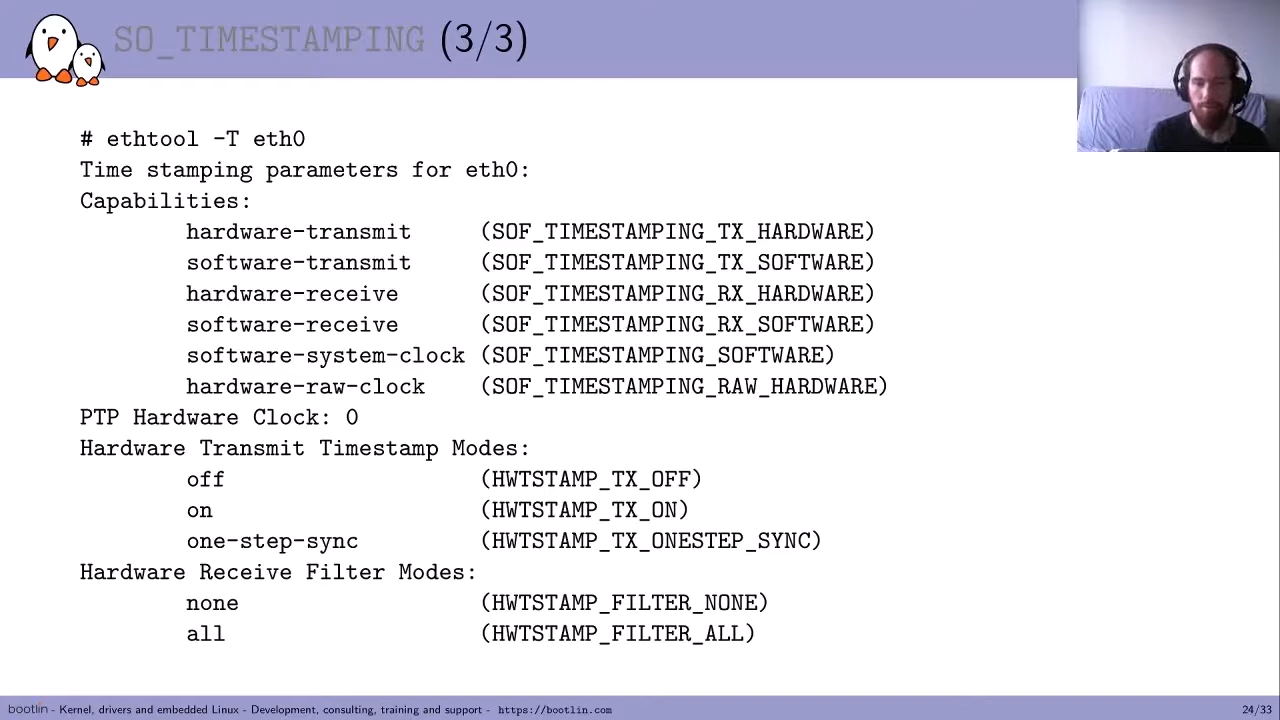 SO_TIMESTAMPING (3/3)
# ethtool -T eth0
Time stamping parameters for eth0:
Capabilities:
hardware-transmit (SOF_TIMESTAMPING_TX_HARDWARE)
software-transmit (SOF_TIMESTAMPING_TX_SOFTWARE)
hardware-receive (SOF_TIMESTAMPING_RX_HARDWARE)
software-receive (SOF_TIMESTAMPING_RX_SOFTWARE)
software-system-clock (SOF_TIMESTAMPING_SOFTWARE)
hardware-raw-clock (SOF_TIMESTAMPING_RAW_HARDWARE)
PTP Hardware Clock: 0
Hardware Transmit Timestamp Modes:
off (HWTSTAMP_TX_OFF)
on (HWTSTAMP_TX_ON)
one-step-sync (HWTSTAMP_TX_ONESTEP_SYNC)
Hardware Receive Filter Modes:
none (HWTSTAMP_FILTER_NONE)
all (HWTSTAMP_FILTER_ALL)
bootlin - Kernel, drivers and embedded Linux - Development, consulting, training and support - https://bootlin.com 24/33